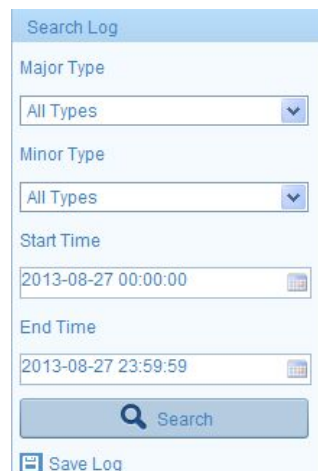 Search Log
Major Type
All Types
Minor Type
All Types
Start Time
2013-08-27 00:00:00
End Time
2013-08-27 23:59:59
Search
Save Log